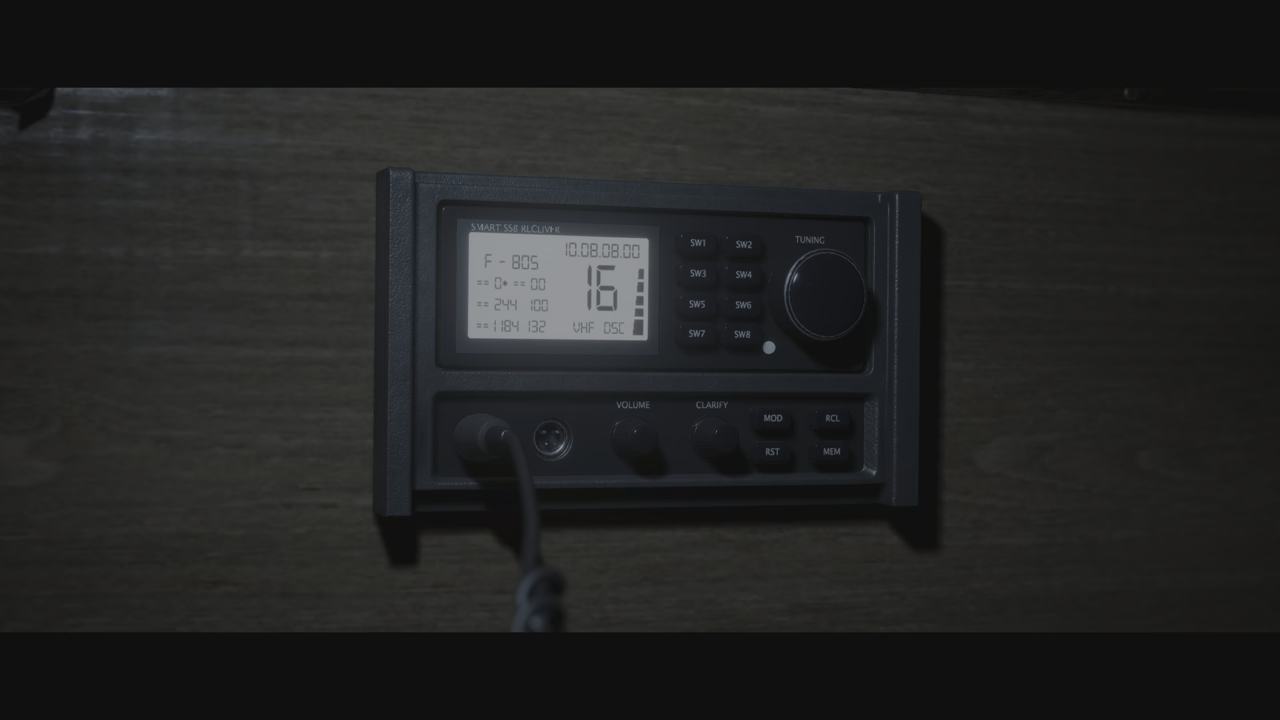 SMART SSB RECEIVER
10.08.08.00
F - 805
16
== 0* == 00
== 244 100
== 1184 132
VHF DSC
SW1 SW2
SW3 SW4
SW5 SW6
SW7 SW8
TUNING
VOLUME
CLARIFY
MOD RCL
RST MEM